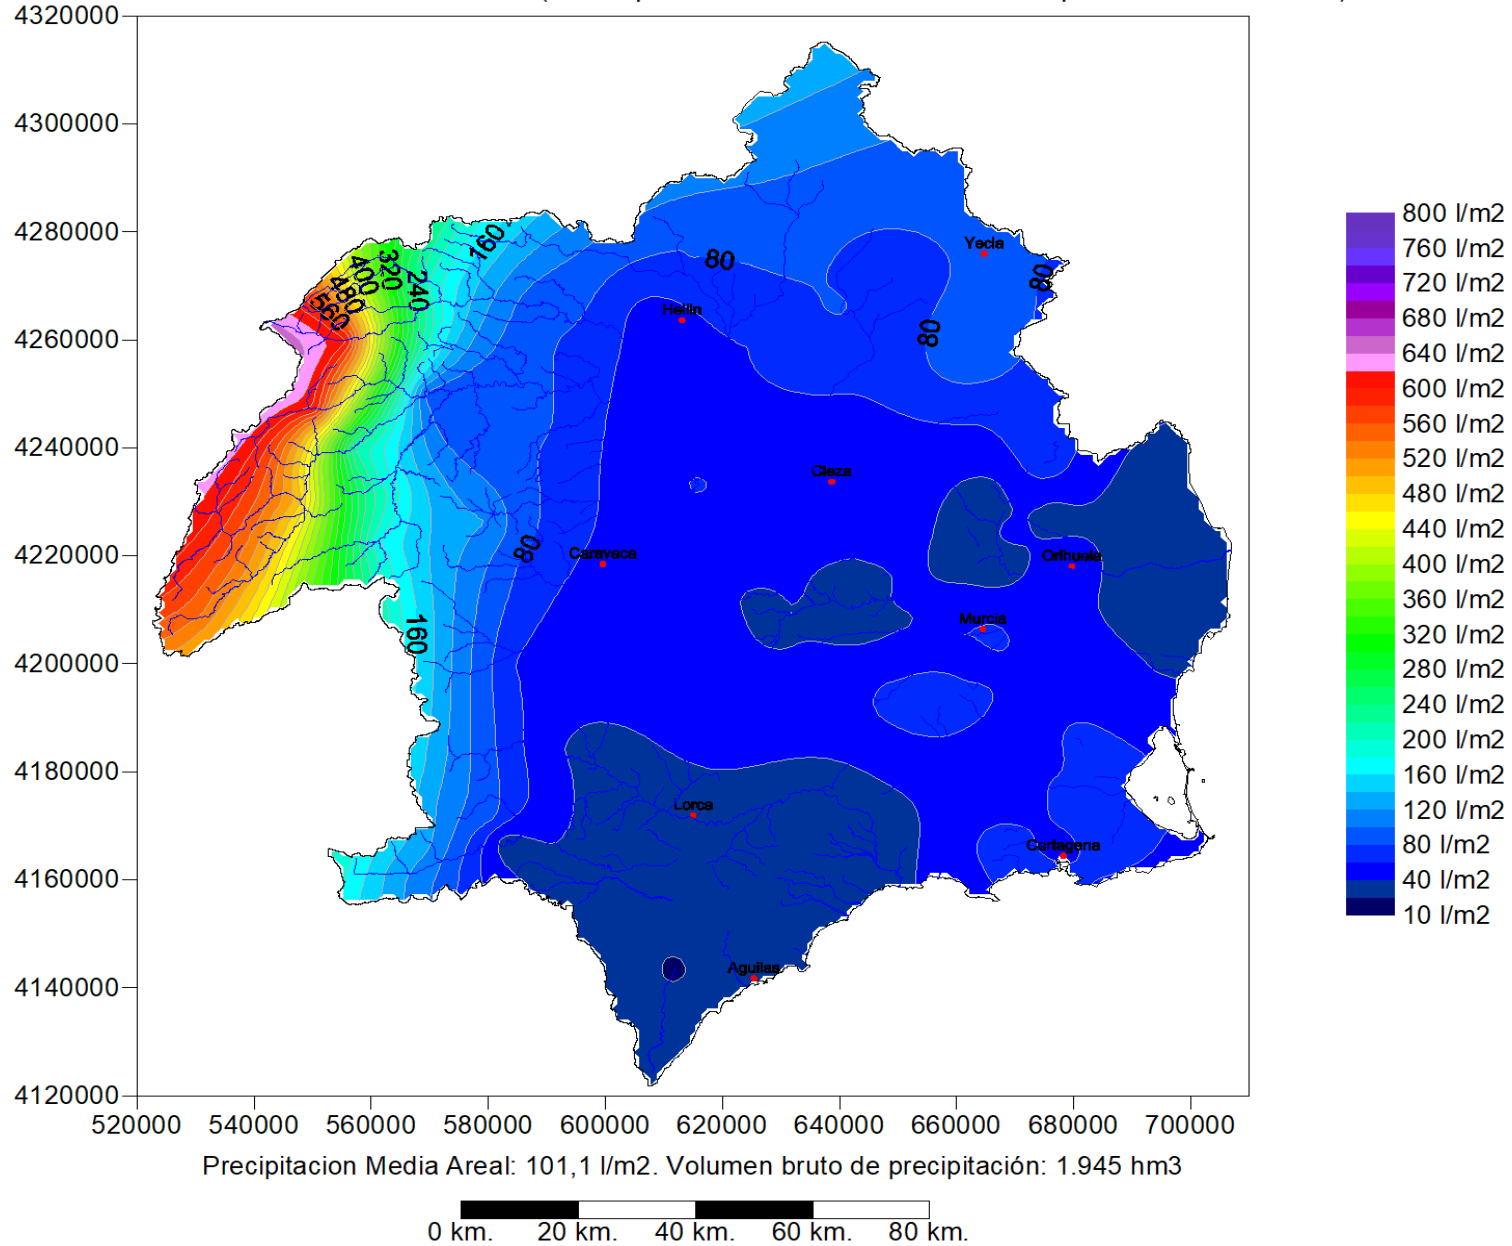 4320000
4300000
4280000
4260000
4240000
4220000
4200000
4180000
4160000
4140000
4120000
520000 540000 560000 580000 600000 620000 640000 660000 680000 700000
160
320
400
240
480
560
80
Yecla
80
Hellin
80
Cieza
80
Caravaca
Orihuela
160
Murcia
Lorca
Cartagena
Aguilas
800 l/m2
760 l/m2
720 l/m2
680 l/m2
640 l/m2
600 l/m2
560 l/m2
520 l/m2
480 l/m2
440 l/m2
400 l/m2
360 l/m2
320 l/m2
280 l/m2
240 l/m2
200 l/m2
160 l/m2
120 l/m2
80 l/m2
40 l/m2
10 l/m2
Precipitacion Media Areal: 101,1 l/m2. Volumen bruto de precipitación: 1.945 hm3
0 km. 20 km. 40 km. 60 km. 80 km.